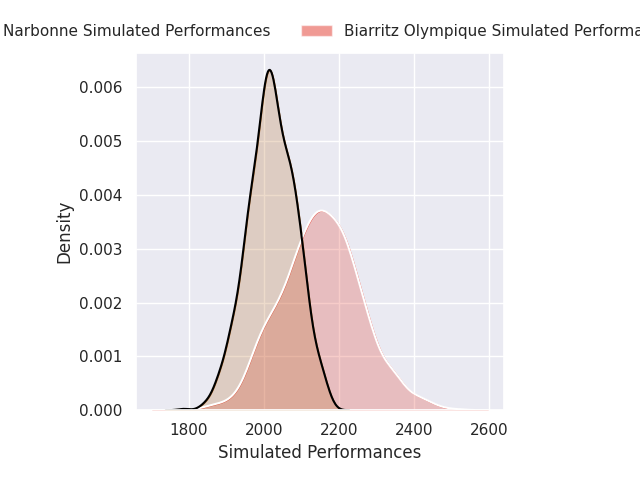 Narbonne Simulated Performances
Biarritz Olympique Simulated
0.006
0.005
0.004
0.003
0.002
0.001
0.000
Density
1800 2000 2200 2400 2600
Simulated Performances